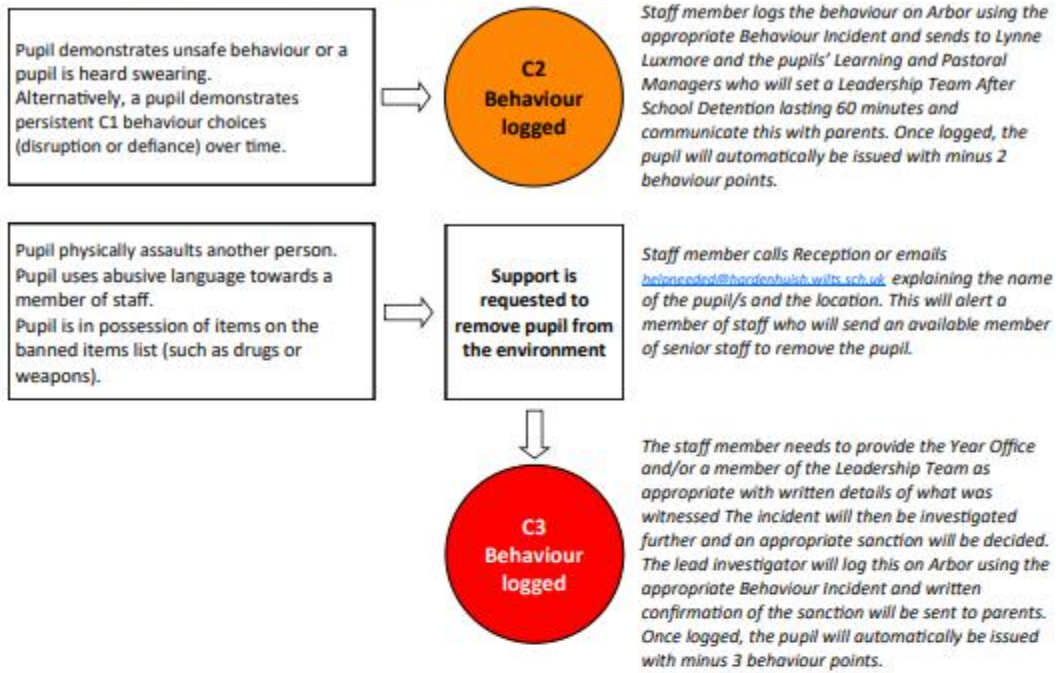 Pupil demonstrates unsafe behaviour or a
pupil is heard swearing.
Alternatively, a pupil demonstrates
persistent C1 behaviour choices
(disruption or defiance) over time.
C2
Behaviour
logged
Staff member logs the behaviour on Arbor using the
appropriate Behaviour Incident and sends to Lynne
Luxmore and the pupils' Learning and Pastoral
Managers who will set a Leadership Team After
School Detention lasting 60 minutes and
communicate this with parents. Once logged, the
pupil will automatically be issued with minus 2
behaviour points.
Pupil physically assaults another person.
Pupil uses abusive language towards a
member of staff.
Pupil is in possession of items on the
banned items list (such as drugs or
weapons).
Support is
requested to
remove pupil from
the environment
Staff member calls Reception or emails
helpneeded@hardenhuish.wilts.sch.uk explaining the name
of the pupil/s and the location. This will alert a
member of staff who will send an available member
of senior staff to remove the pupil.
C3
Behaviour
logged
The staff member needs to provide the Year Office
and/or a member of the Leadership Team as
appropriate with written details of what was
witnessed The incident will then be investigated
further and an appropriate sanction will be decided.
The lead investigator will log this on Arbor using the
appropriate Behaviour Incident and written
confirmation of the sanction will be sent to parents.
Once logged, the pupil will automatically be issued
with minus 3 behaviour points.